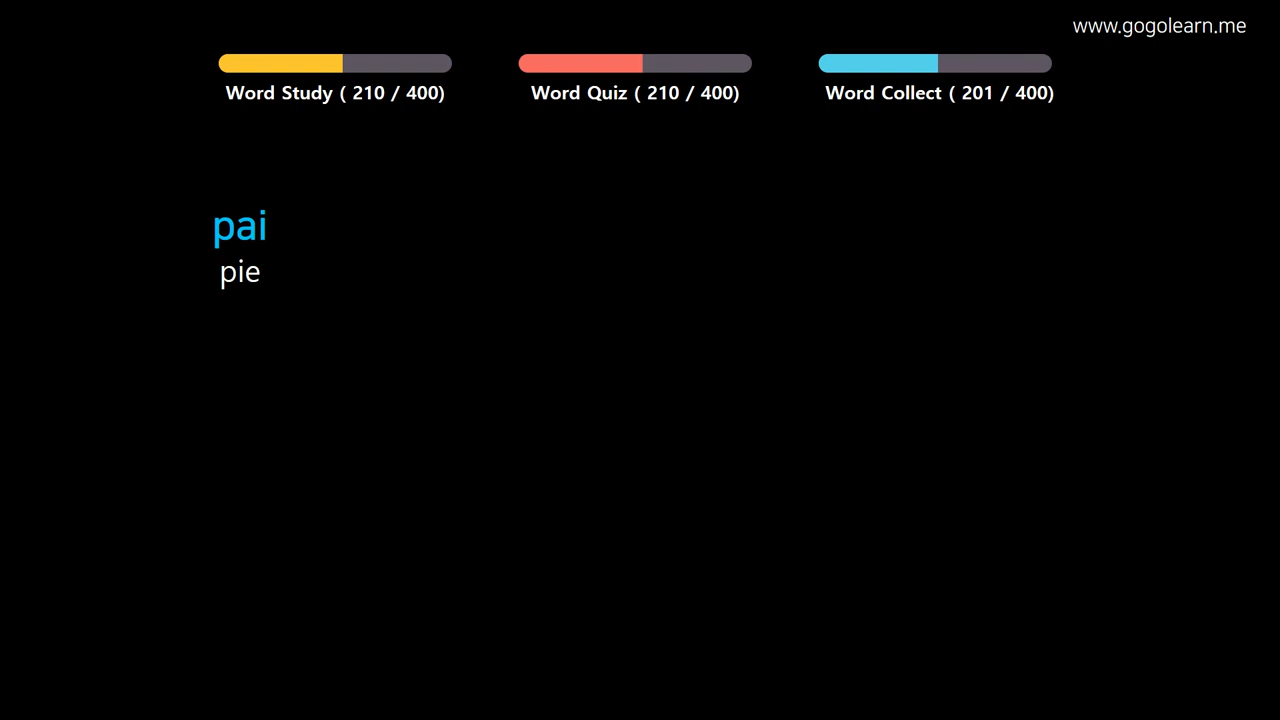 www.gogolearn.me
Word Study ( 210 / 400)
Word Quiz ( 210 / 400)
Word Collect ( 201 / 400)
pai
pie